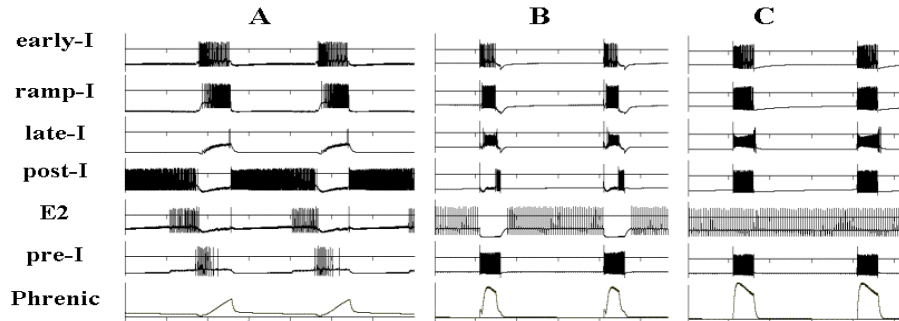 A B C
early-I
ramp-I
late-I
post-I
E2
pre-I
Phrenic